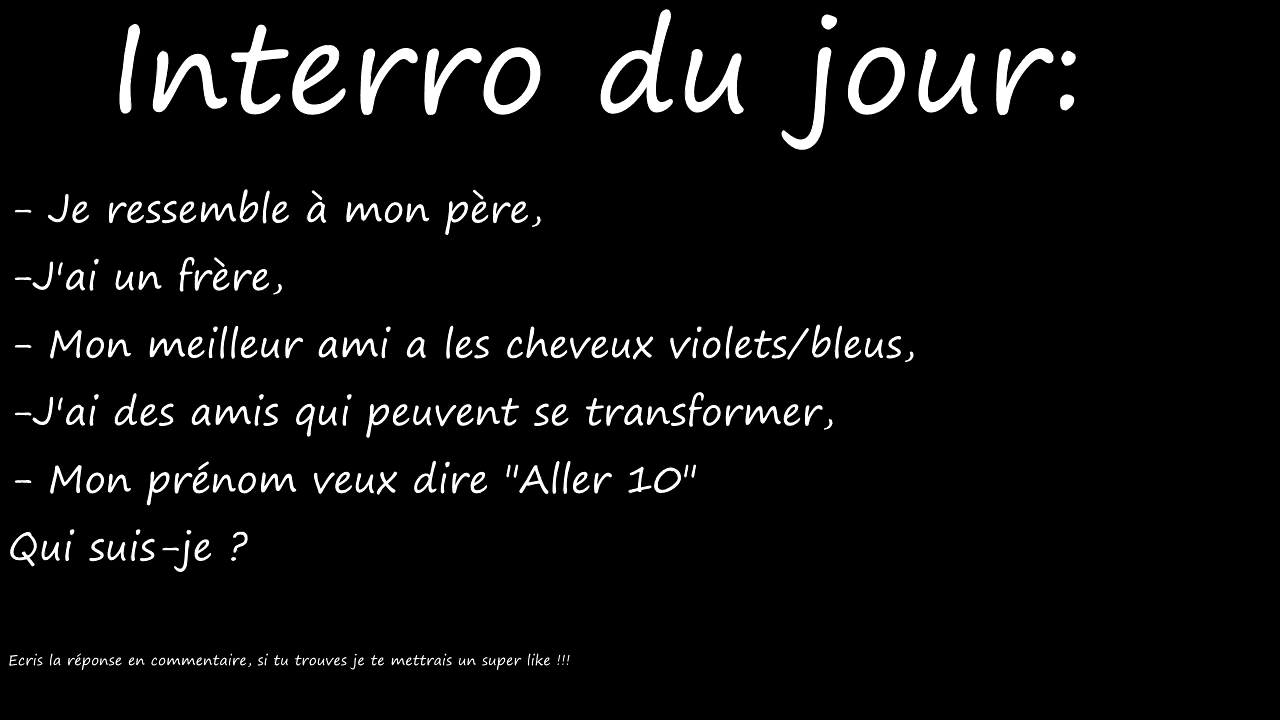 Interro du jour:
- Je ressemble à mon père,
-J'ai un frère,
- Mon meilleur ami a les cheveux violets/bleus,
-J'ai des amis qui peuvent se transformer,
- Mon prénom veux dire "Aller 10"
Qui suis-je ?
Ecris la réponse en commentaire, si tu trouves je te mettrais un super like !!!